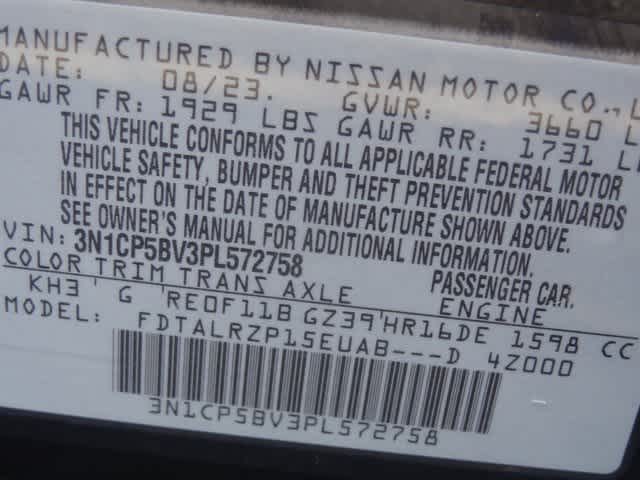 MANUFACTURED BY NISSAN MOTOR CO.,
DATE: 08/23. GVWR: 3660
GAWR FR: 1929 LBS GAWR RR: 1731
THIS VEHICLE CONFORMS TO ALL APPLICABLE FEDERAL MOTOR
VEHICLE SAFETY, BUMPER AND THEFT PREVENTION STANDARDS
IN EFFECT ON THE DATE OF MANUFACTURE SHOWN ABOVE.
SEE OWNER'S MANUAL FOR ADDITIONAL INFORMATION.
VIN: 3N1CP5BV3PL572758 PASSENGER CAR.
COLOR TRIM TRANS AXLE ENGINE
KH3 ' G 'RE0F11B GZ39'HR16DE 1598 CC
MODEL: FDTALRZP15EUAB---D 4Z000
3N1CP5BV3PL572758